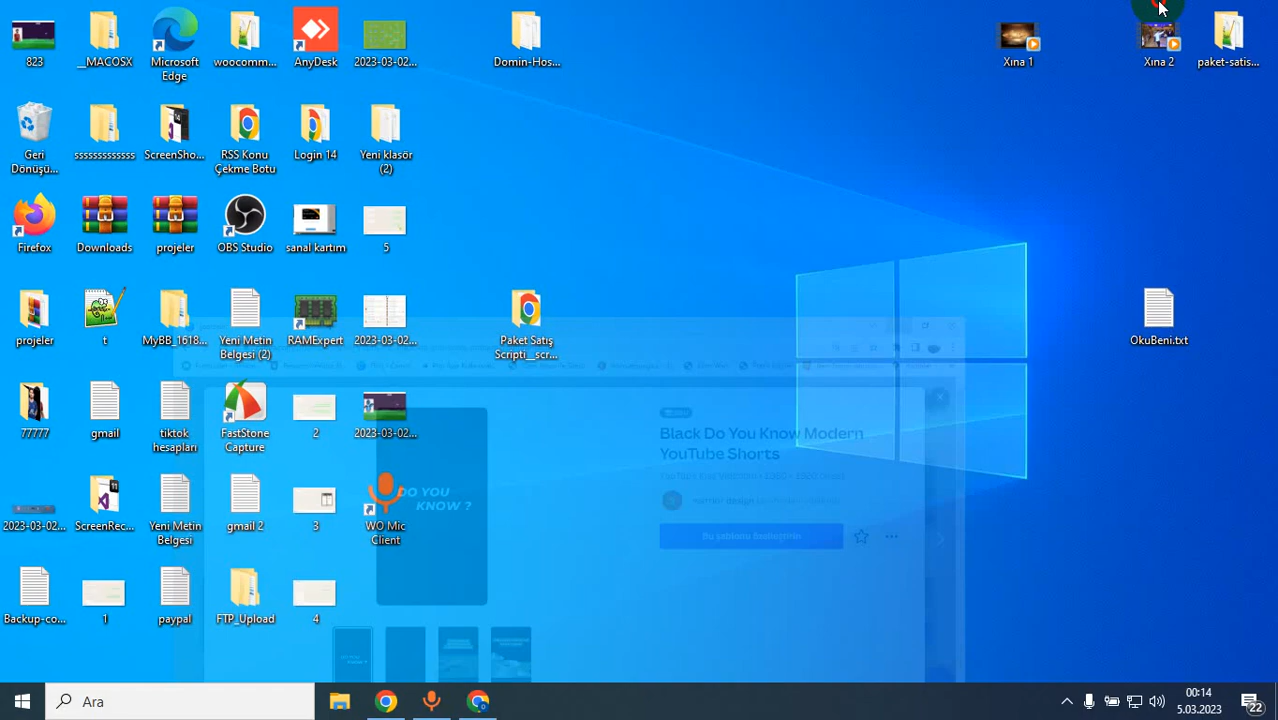 823
__MACOSX
Microsoft
Edge
woocomm...
AnyDesk
2023-03-02...
Domin-Hos...
Xına 1
Xına 2
paket-satis...
Geri
Dönüşü...
sssssssssssss
ScreenSho...
RSS Konu
Çekme Botu
Login 14
Yeni klasör
(2)
Firefox
Downloads
projeler
OBS Studio
sanal kartım
5
projeler
t
MyBB_1618...
Yeni Metin
Belgesi (2)
RAMExpert
2023-03-02...
Paket Satış
Scripti__scr...
OkuBeni.txt
77777
gmail
tiktok
hesapları
FastStone
Capture
2
2023-03-02...
Black Do You Know Modern
YouTube Shorts
DO YOU
KNOW ?
Bu şablonu özelleştirin
2023-03-02...
ScreenRec...
Yeni Metin
Belgesi
gmail 2
3
WO Mic
Client
Backup-co...
1
paypal
FTP_Upload
4
Ara
00:14
5.03.2023
22